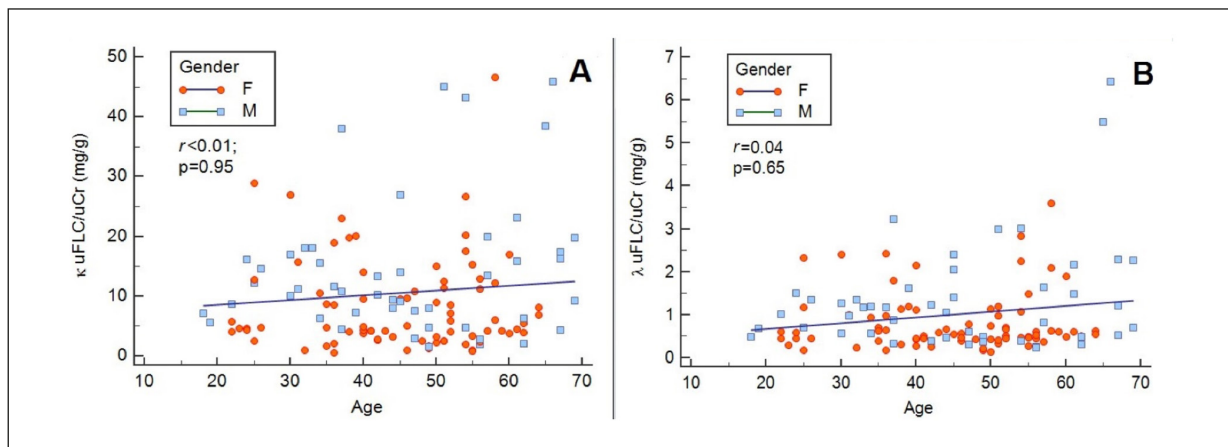 A
Gender
F
M
r<0.01;
p=0.95
κ uFLC/uCr (mg/g)
50
40
30
20
10
0
10 20 30 40 50 60 70
Age
B
Gender
F
M
r=0.04
p=0.65
λ uFLC/uCr (mg/g)
7
6
5
4
3
2
1
0
10 20 30 40 50 60 70
Age